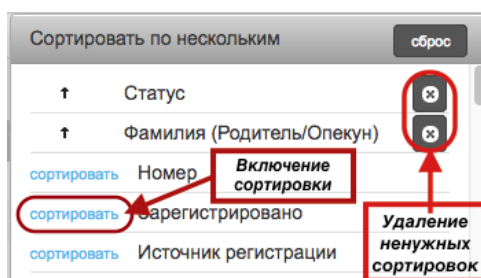 Сортировать по нескольким сброс
Статус
Фамилия (Родитель/Опекун)
сортировать Номер
Включение
сортировки
сортировать Зарегистрировано
Удаление
ненужных
сортировок
сортировать Источник регистрации